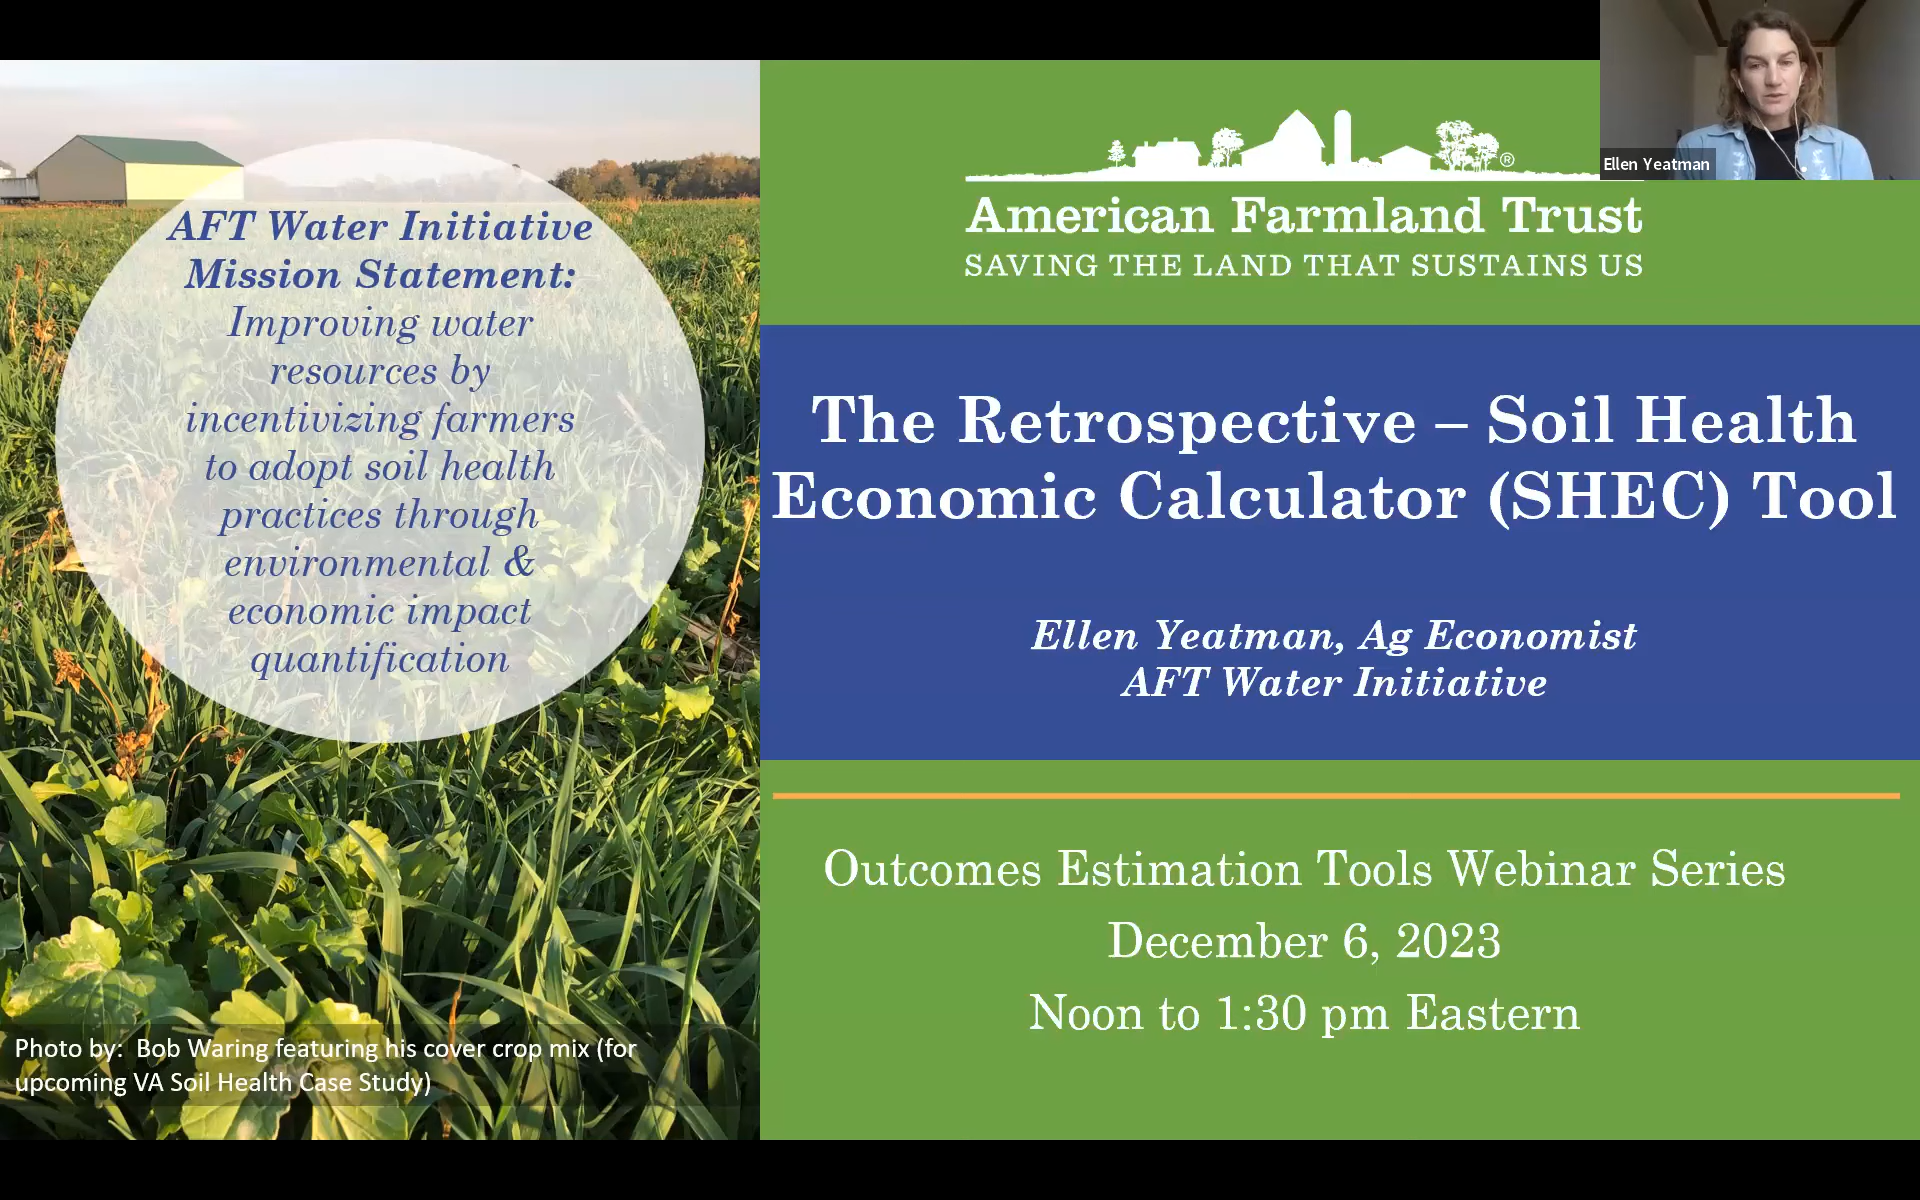 AFT Water Initiative
Mission Statement:
Improving water
resources by
incentivizing farmers
to adopt soil health
practices through
environmental &
economic impact
quantification
Photo by:  Bob Waring featuring his cover crop mix (for
upcoming VA Soil Health Case Study)
®
American Farmland Trust
SAVING THE LAND THAT SUSTAINS US
Ellen Yeatman
The Retrospective – Soil Health
Economic Calculator (SHEC) Tool
Ellen Yeatman, Ag Economist
AFT Water Initiative
Outcomes Estimation Tools Webinar Series
December 6, 2023
Noon to 1:30 pm Eastern